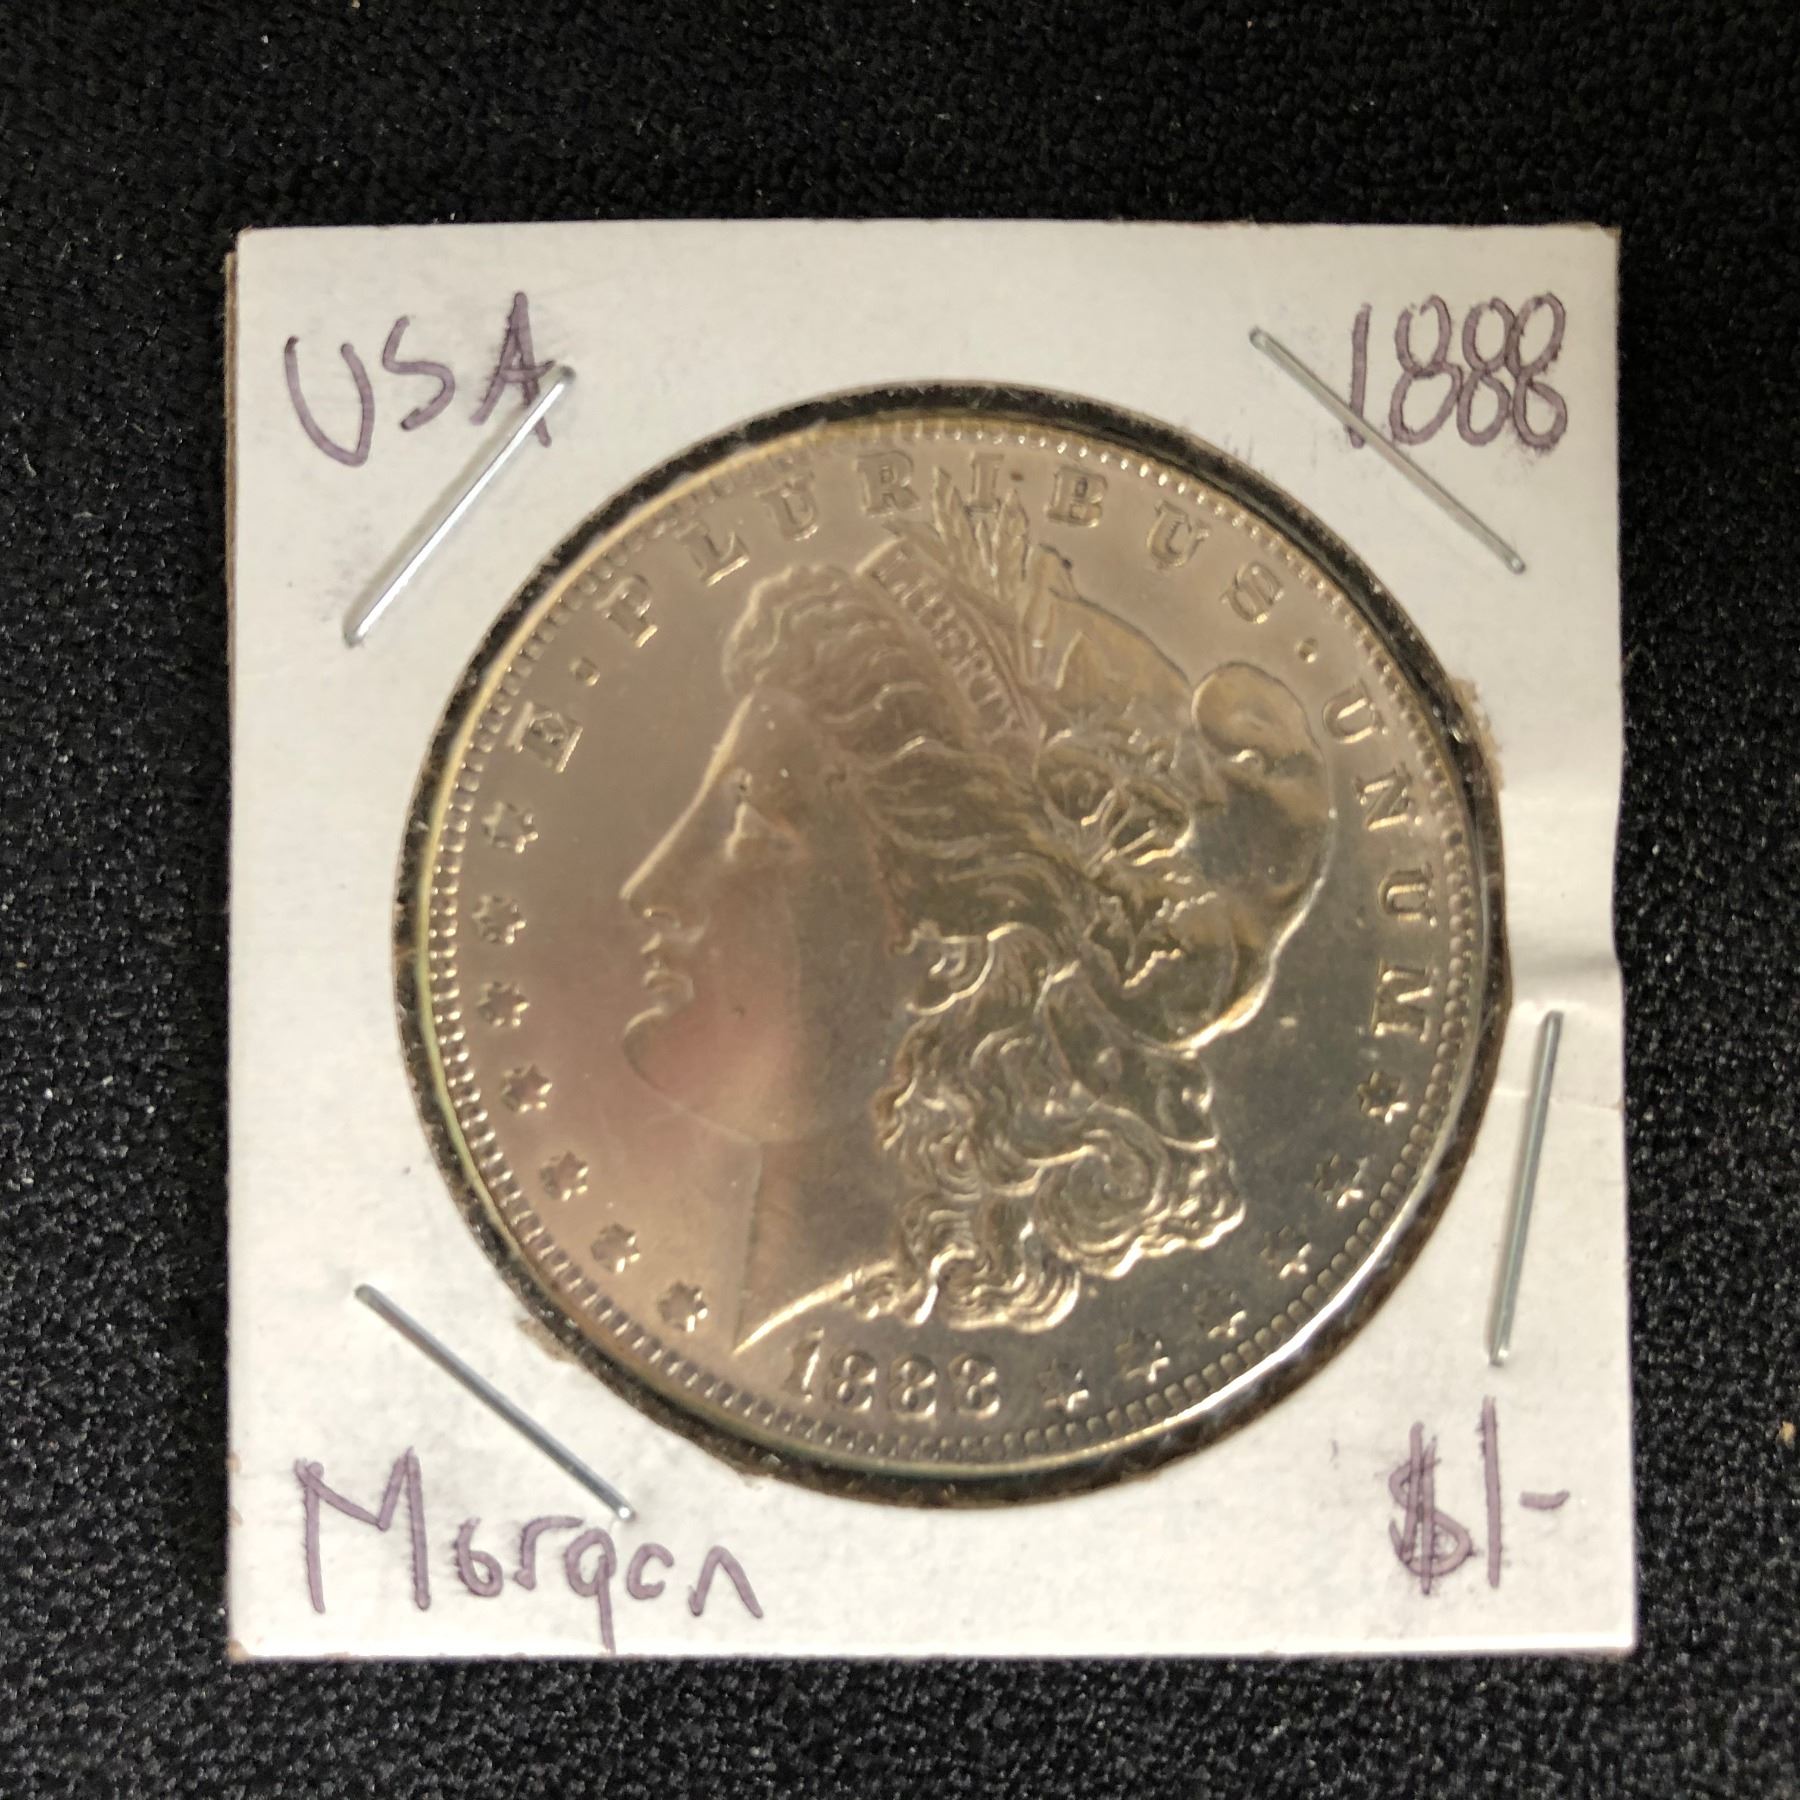 USA
1888
E · PLURIBUS · UNUM
LIBERTY
1888
Morgan
$1-